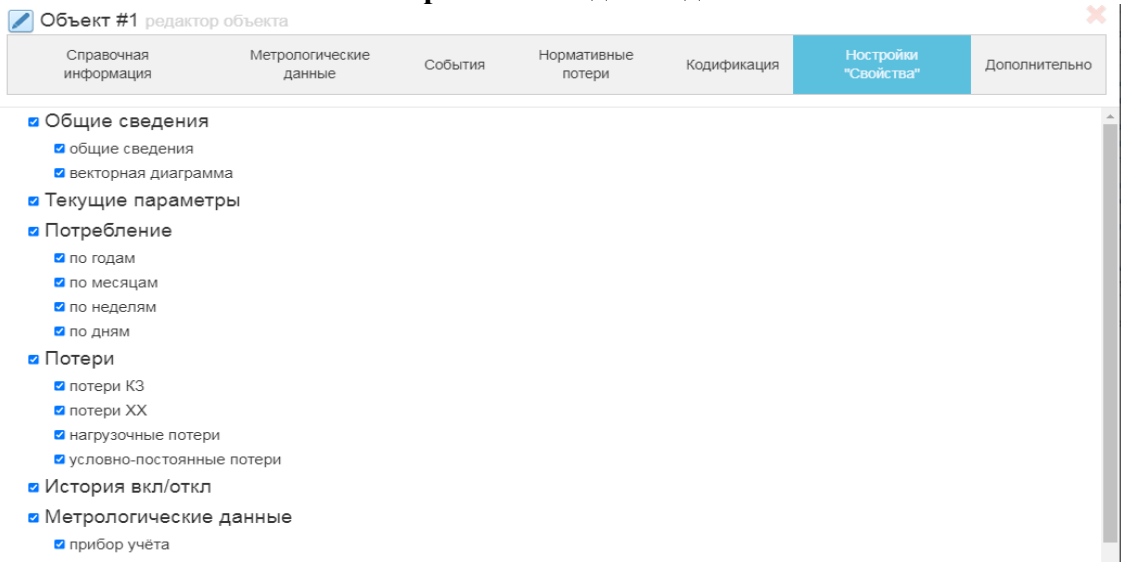 Объект #1 редактор объекта
Справочная информация
Метрологические данные
События
Нормативные потери
Кодификация
Ностройки "Свойства"
Дополнительно
Общие сведения
общие сведения
векторная диаграмма
Текущие параметры
Потребление
по годам
по месяцам
по неделям
по дням
Потери
потери КЗ
потери ХХ
нагрузочные потери
условно-постоянные потери
История вкл/откл
Метрологические данные
прибор учёта